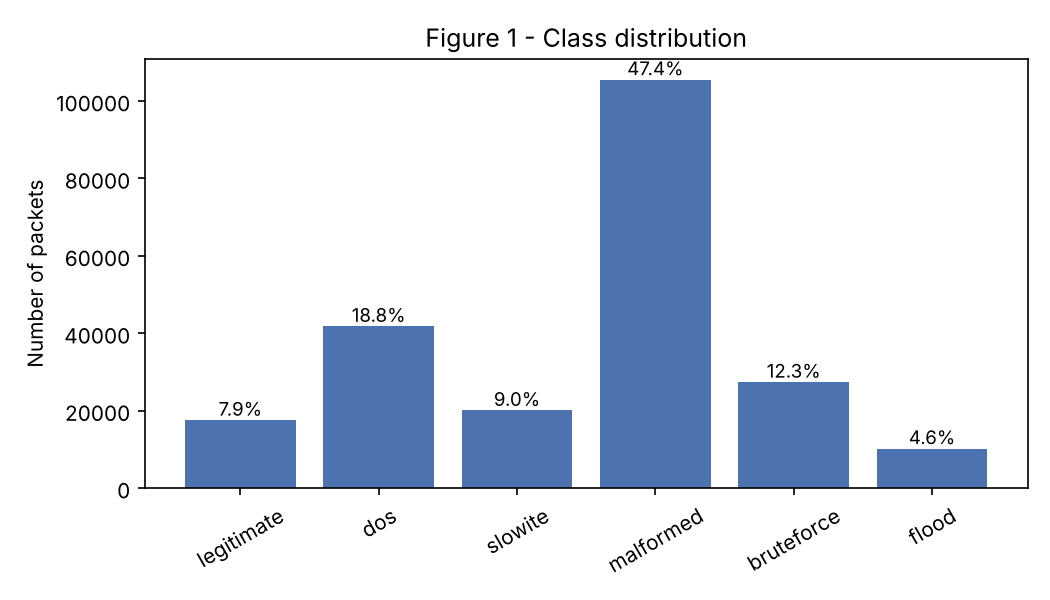 Figure 1 - Class distribution
Number of packets
100000
80000
60000
40000
20000
0
7.9%
18.8%
9.0%
47.4%
12.3%
4.6%
legitimate
dos
slowite
malformed
bruteforce
flood